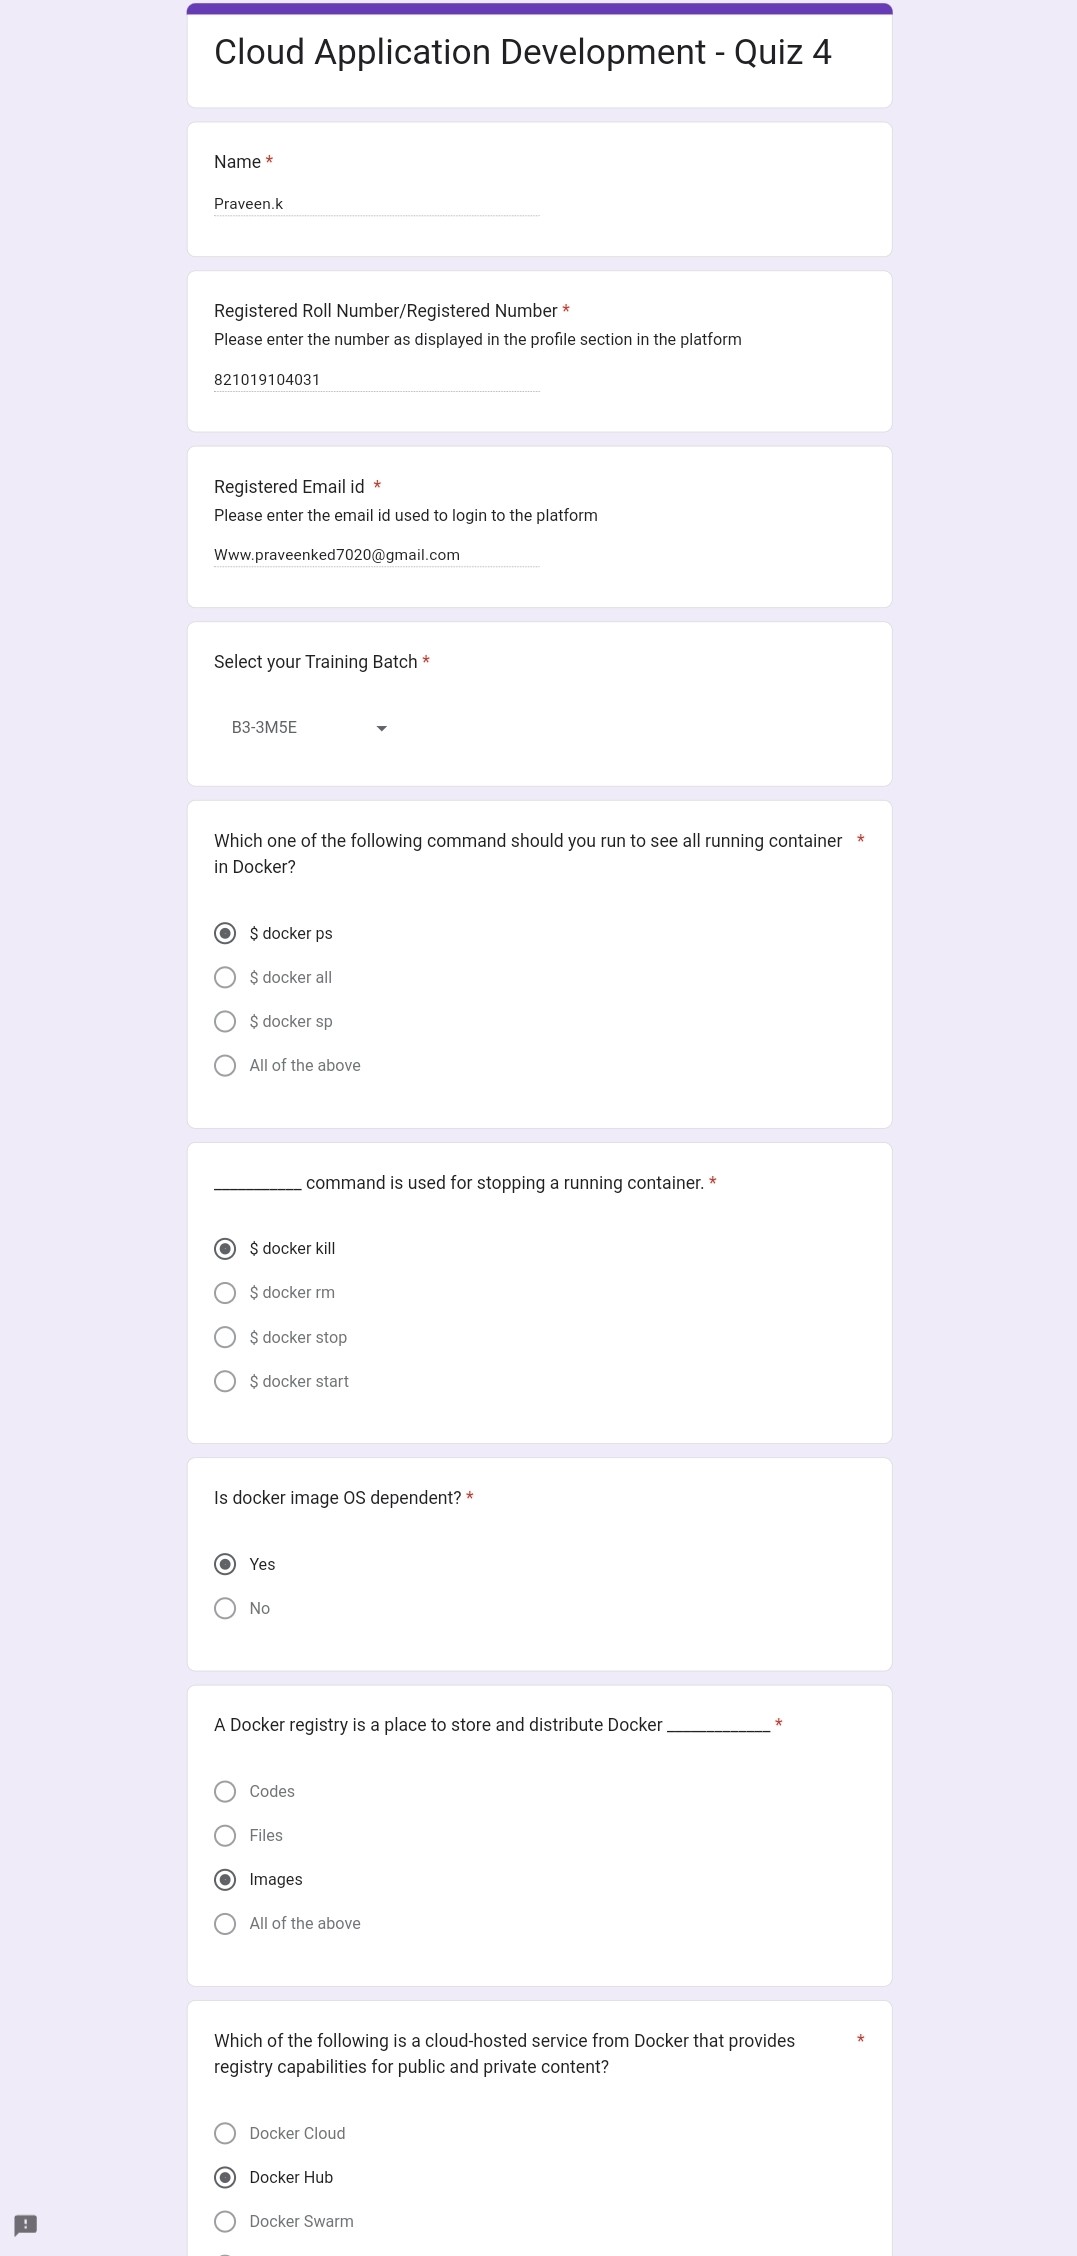 Cloud Application Development - Quiz 4
Name *
Praveen.k
Registered Roll Number/Registered Number *
Please enter the number as displayed in the profile section in the platform
821019104031
Registered Email id *
Please enter the email id used to login to the platform
Www.praveenked7020@gmail.com
Select your Training Batch *
B3-3M5E
Which one of the following command should you run to see all running container *
in Docker?
$ docker ps
$ docker all
$ docker sp
All of the above
___________ command is used for stopping a running container. *
$ docker kill
$ docker rm
$ docker stop
$ docker start
Is docker image OS dependent? *
Yes
No
A Docker registry is a place to store and distribute Docker _____________ *
Codes
Files
Images
All of the above
Which of the following is a cloud-hosted service from Docker that provides *
registry capabilities for public and private content?
Docker Cloud
Docker Hub
Docker Swarm